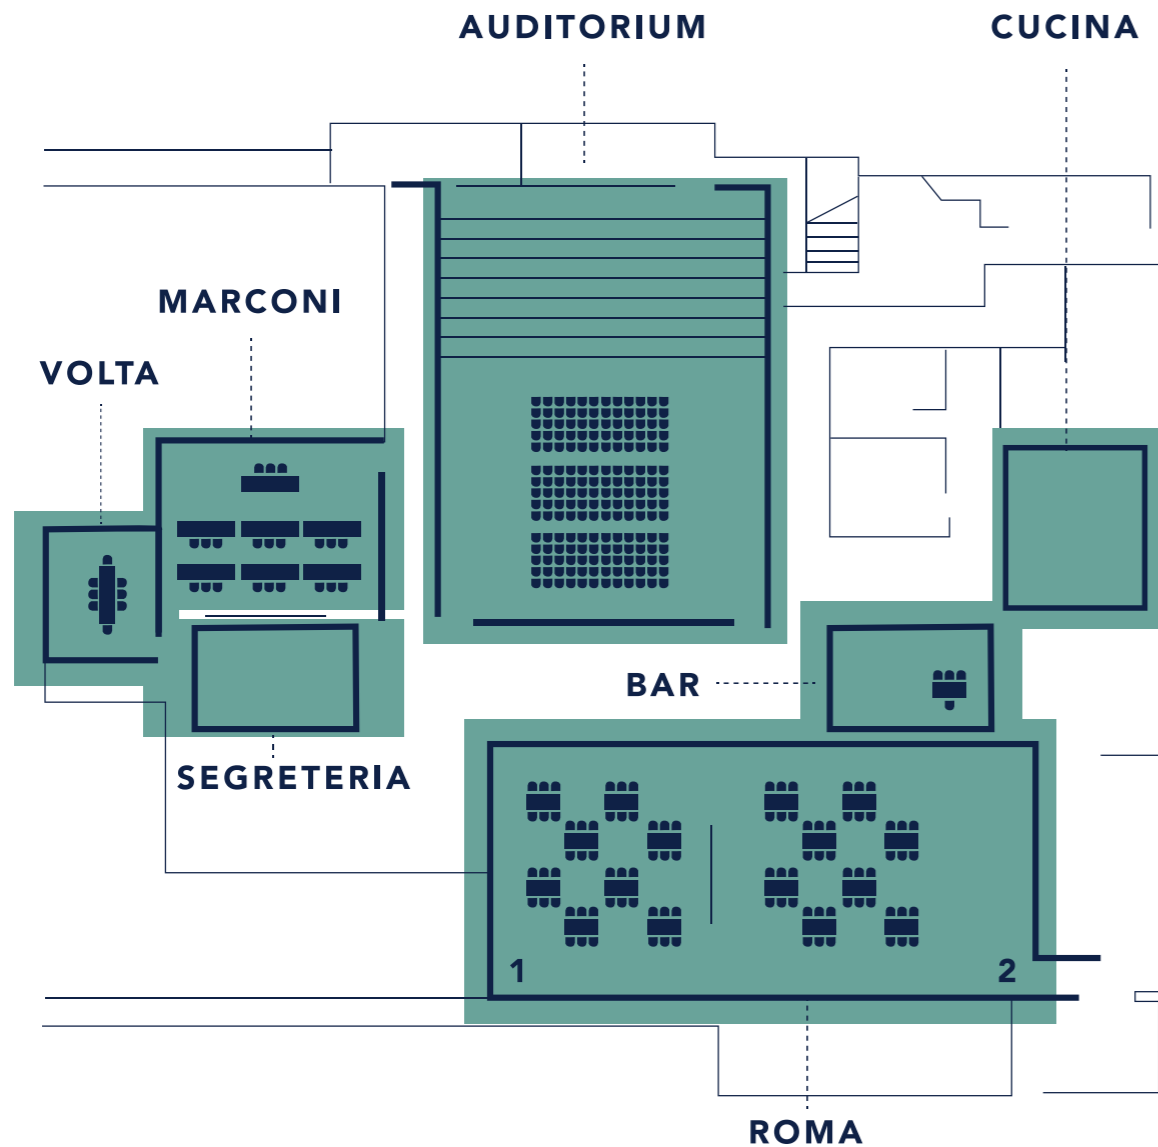 AUDITORIUM
CUCINA
MARCONI
VOLTA
BAR
SEGRETERIA
1
2
ROMA